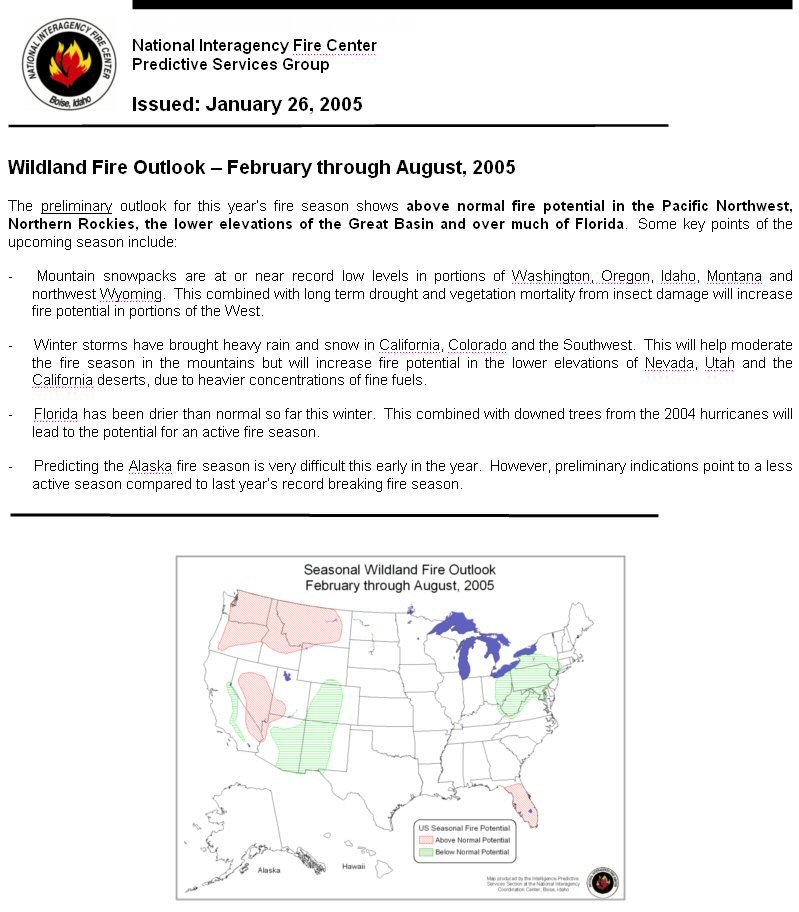 NATIONAL INTERAGENCY FIRE CENTER
Boise, Idaho
National Interagency Fire Center
Predictive Services Group
Issued: January 26, 2005
Wildland Fire Outlook – February through August, 2005
The preliminary outlook for this year's fire season shows above normal fire potential in the Pacific Northwest,
Northern Rockies, the lower elevations of the Great Basin and over much of Florida. Some key points of the
upcoming season include:
- Mountain snowpacks are at or near record low levels in portions of Washington, Oregon, Idaho, Montana and
northwest Wyoming. This combined with long term drought and vegetation mortality from insect damage will increase
fire potential in portions of the West.
- Winter storms have brought heavy rain and snow in California, Colorado and the Southwest. This will help moderate
the fire season in the mountains but will increase fire potential in the lower elevations of Nevada, Utah and the
California deserts, due to heavier concentrations of fine fuels.
- Florida has been drier than normal so far this winter. This combined with downed trees from the 2004 hurricanes will
lead to the potential for an active fire season.
- Predicting the Alaska fire season is very difficult this early in the year. However, preliminary indications point to a less
active season compared to last year's record breaking fire season.
Seasonal Wildland Fire Outlook
February through August, 2005
US Seasonal Fire Potential
Above Normal Potential
Below Normal Potential
Alaska
Hawaii
Map produced by the Interagency Predictive
Services Section at the National Interagency
Coordination Center, Boise, Idaho